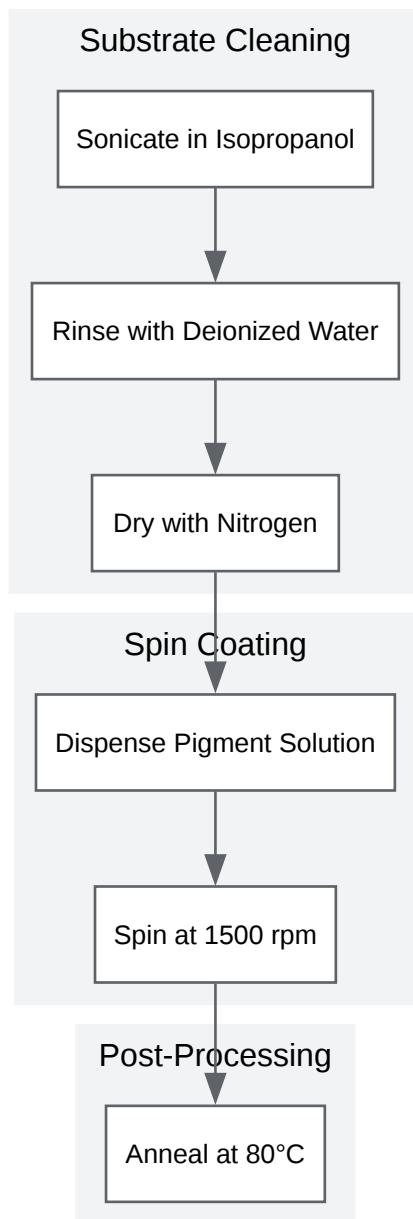 Substrate Cleaning
Sonicate in Isopropanol
Rinse with Deionized Water
Dry with Nitrogen
Spin Coating
Dispense Pigment Solution
Spin at 1500 rpm
Post-Processing
Anneal at 80°C